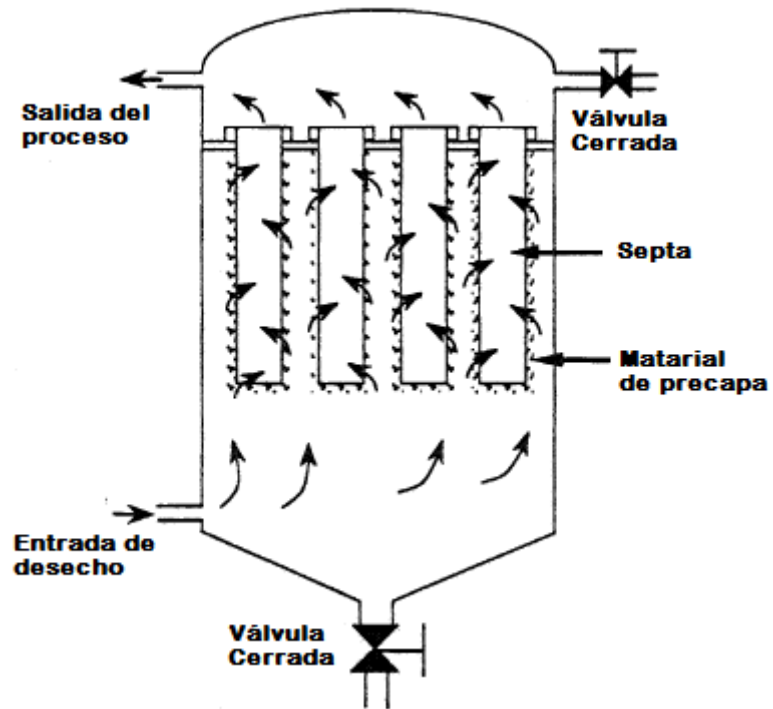 Salida del
proceso
Válvula
Cerrada
Septa
Matarial
de precapa
Entrada de
desecho
Válvula
Cerrada